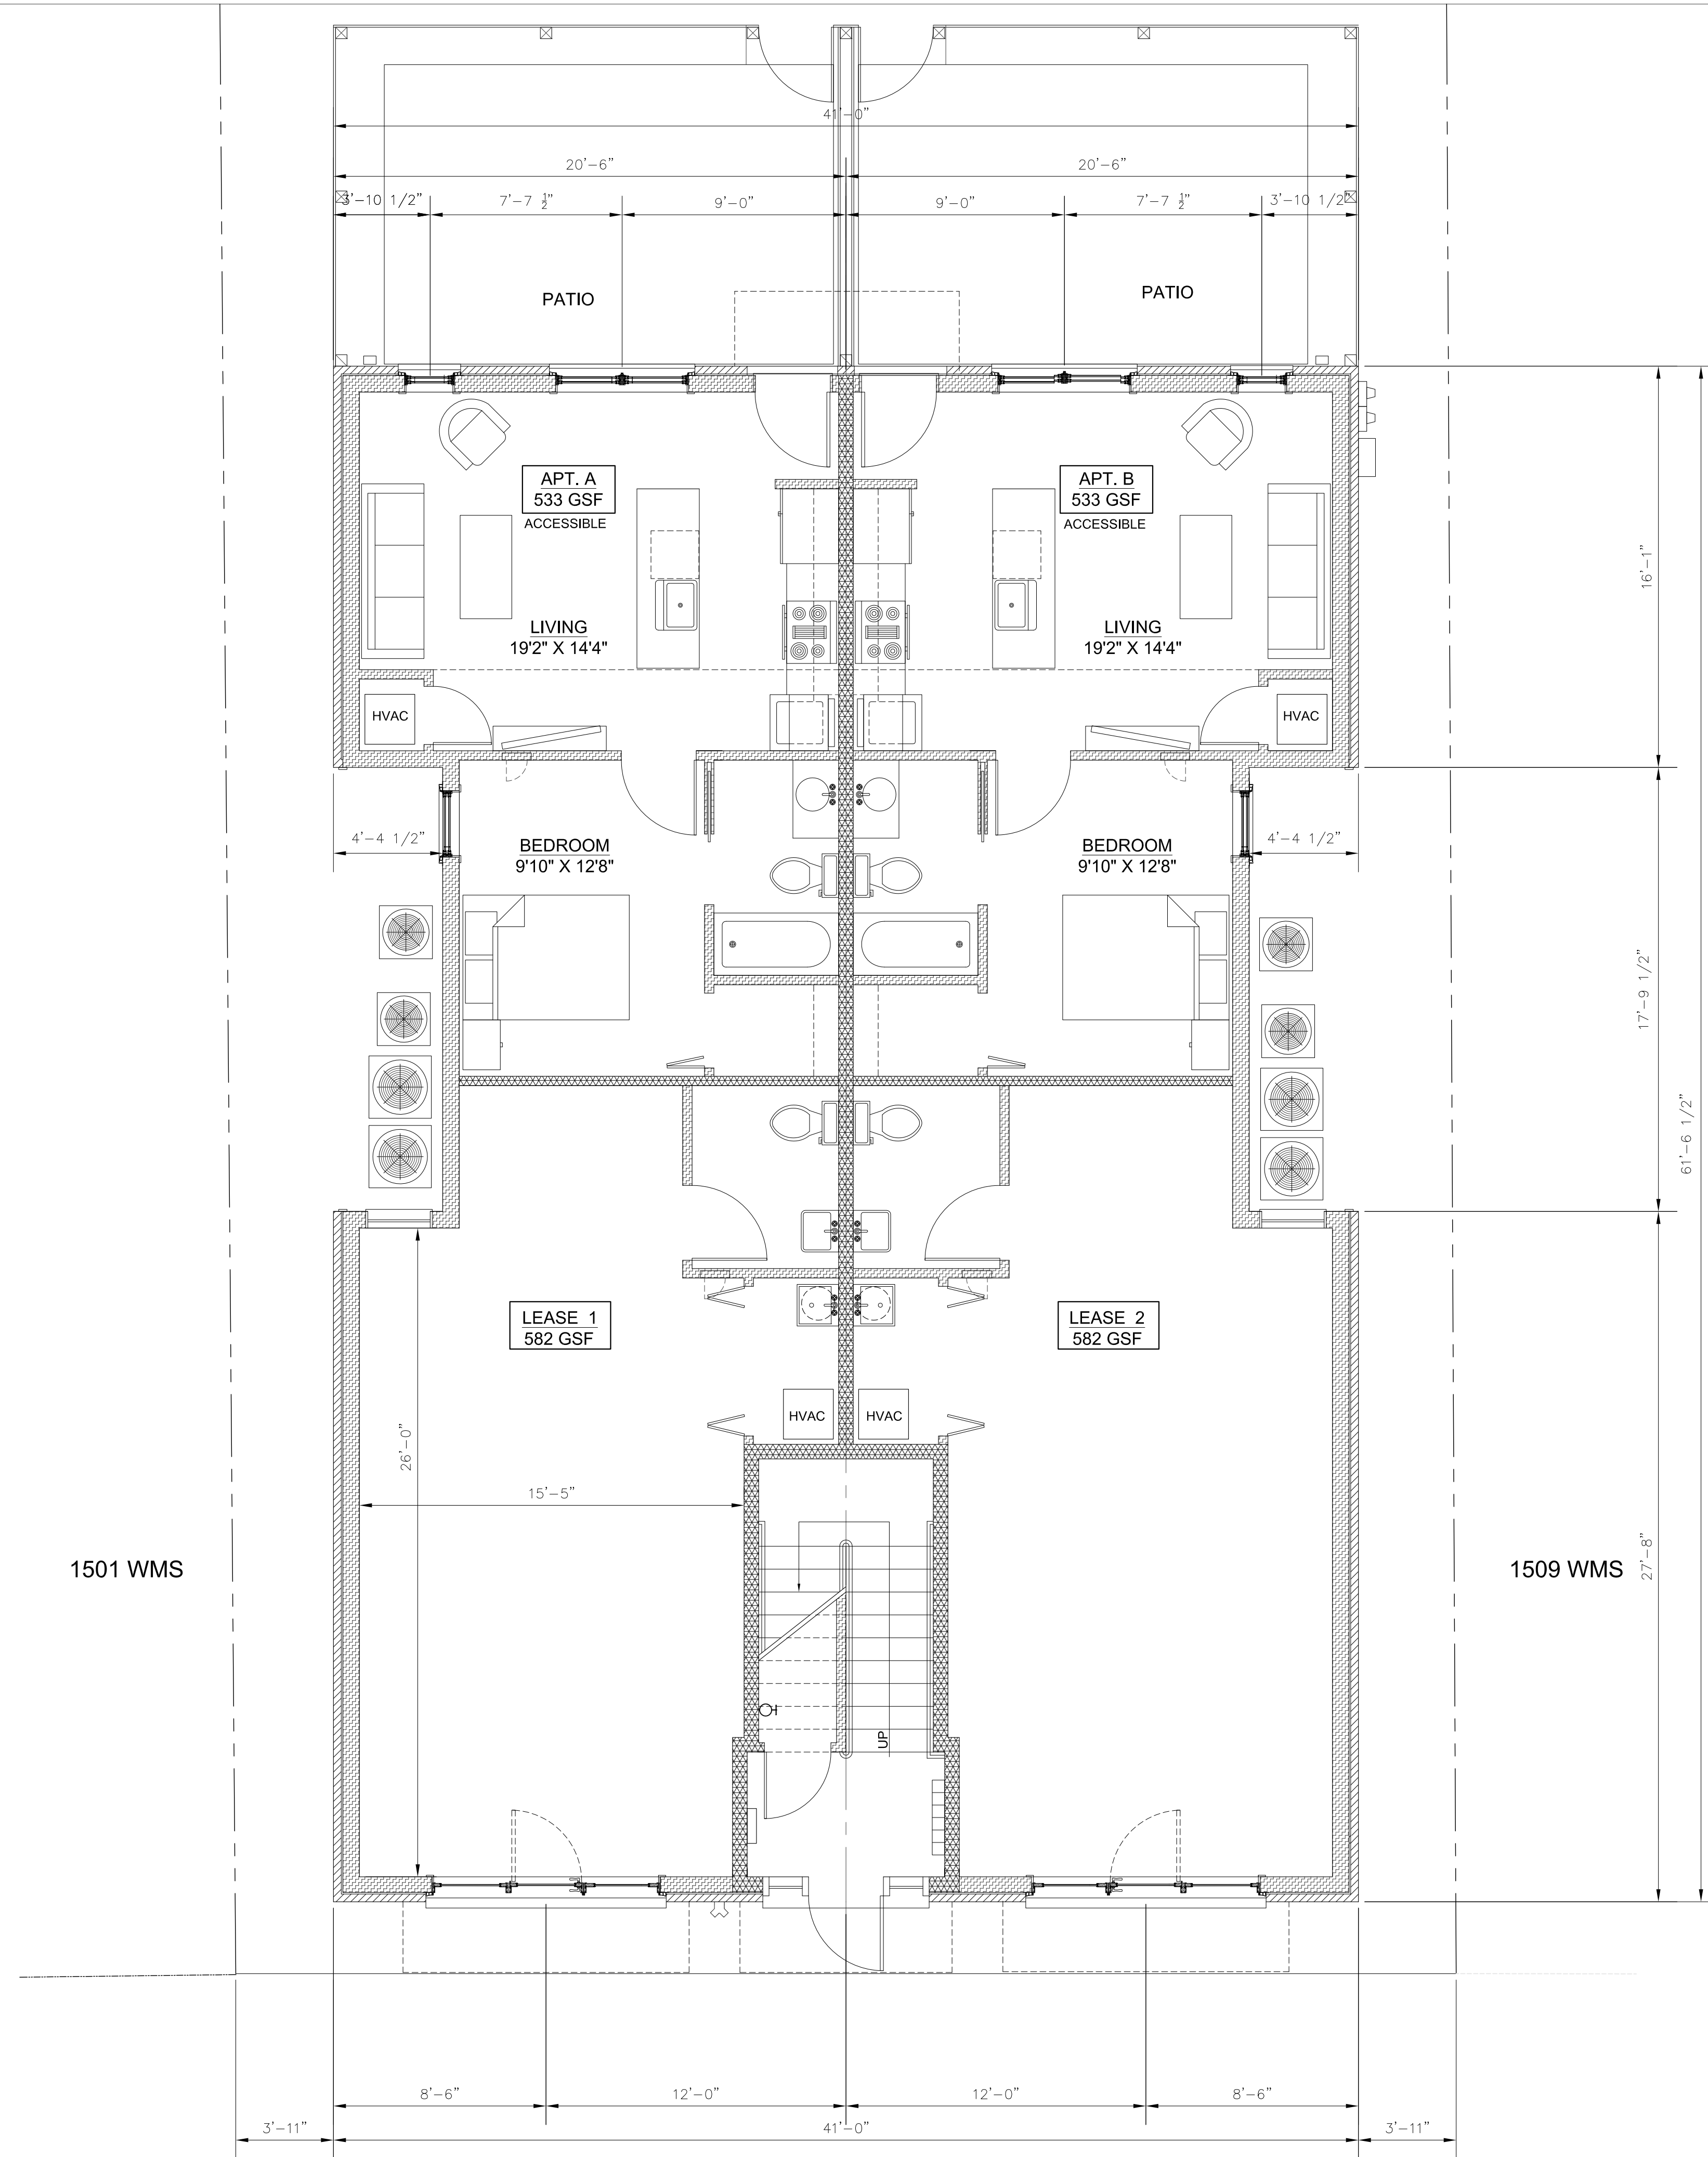 41'-0"
20'-6"
20'-6"
3'-10 1/2"
7'-7 ½"
9'-0"
9'-0"
7'-7 ½"
3'-10 1/2"
PATIO
PATIO
APT. A
533 GSF
ACCESSIBLE
APT. B
533 GSF
ACCESSIBLE
16'-1"
LIVING
19'2" X 14'4"
LIVING
19'2" X 14'4"
HVAC
HVAC
4'-4 1/2"
BEDROOM
9'10" X 12'8"
BEDROOM
9'10" X 12'8"
4'-4 1/2"
17'-9 1/2"
61'-6 1/2"
LEASE 1
582 GSF
LEASE 2
582 GSF
HVAC
HVAC
26'-0"
15'-5"
1501 WMS
1509 WMS
27'-8"
UP
8'-6"
12'-0"
12'-0"
8'-6"
3'-11"
41'-0"
3'-11"